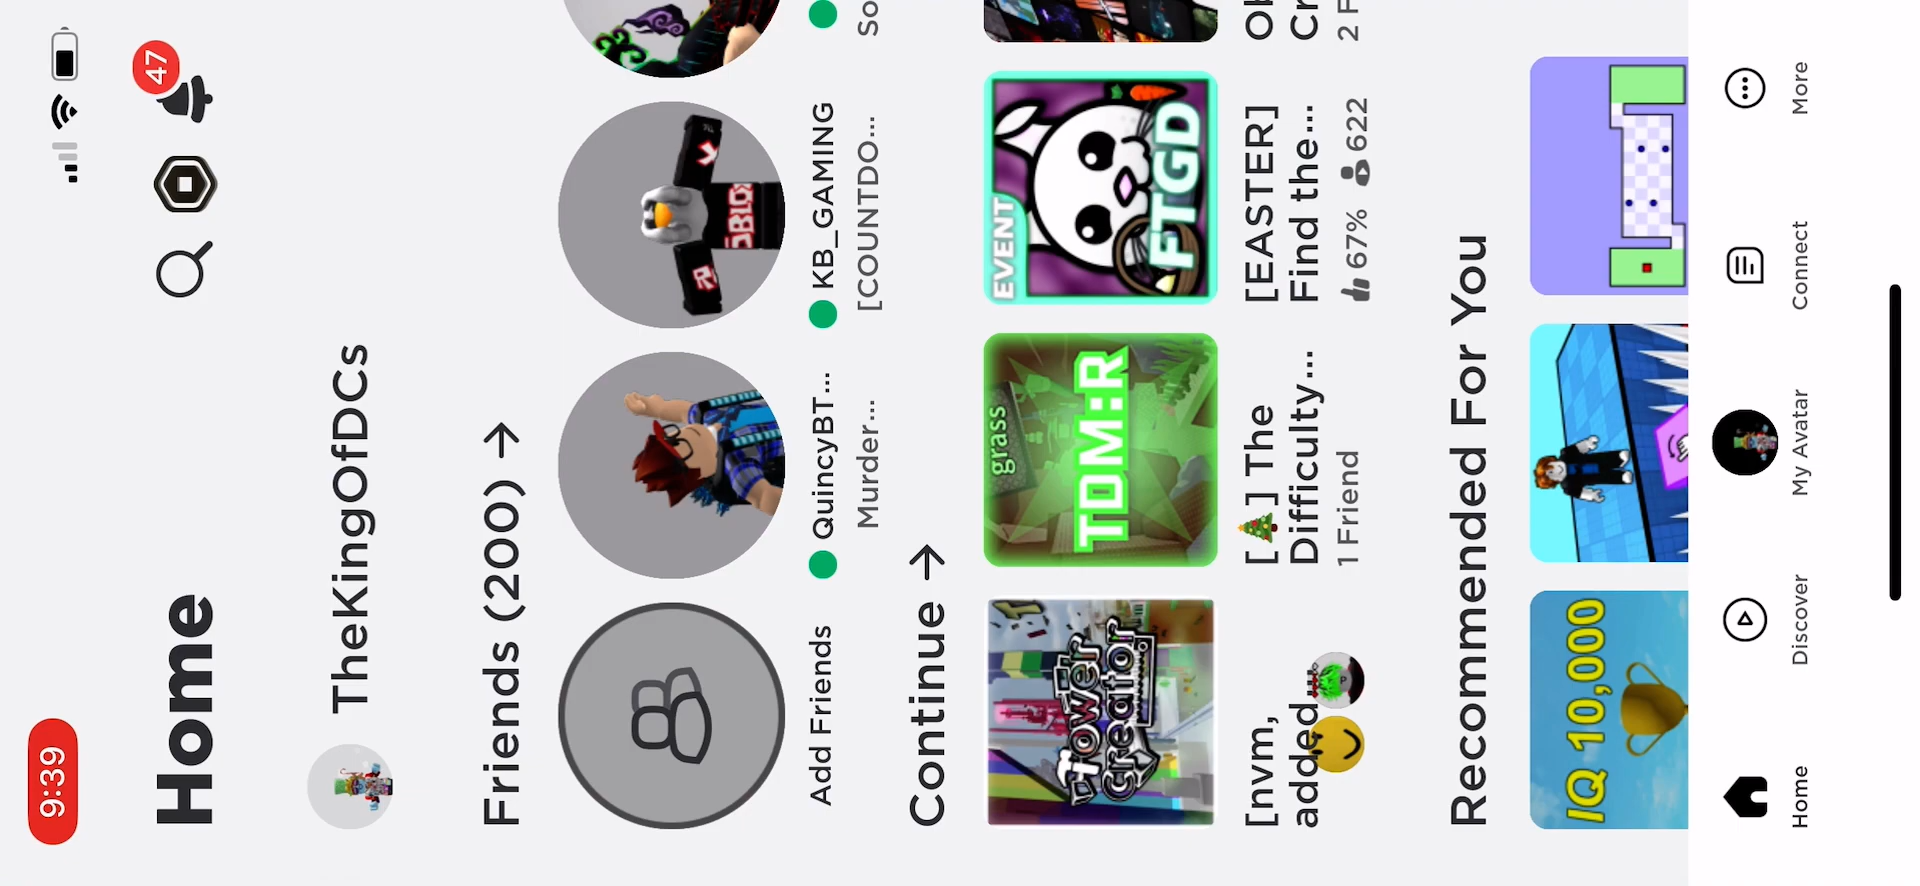 9:39
47
Home
TheKingOfDCs
Friends (200) →
Add Friends
QuincyBT...
Murder...
KB_GAMING
[COUNTDO...
So
Continue →
Tower Creator
[nvm,
added...
grass
TDM:R
[🎄] The
Difficulty...
1 Friend
EVENT
FTGD
[EASTER]
Find the...
67% 622
2 F
Recommended For You
IQ 10,000
Home
Discover
My Avatar
Connect
More